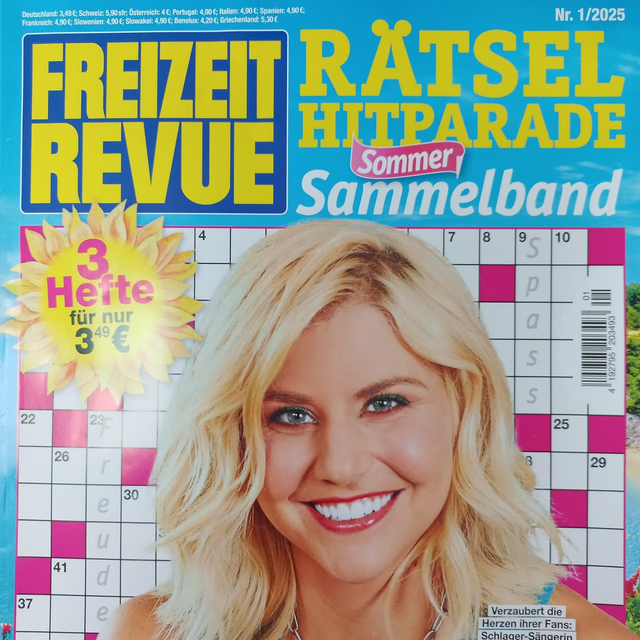 Deutschland: 3,49 €; Schweiz: 5,90 sfr; Österreich: 4 €; Portugal: 4,90 €; Italien: 4,90 €; Spanien: 4,90 €;
Frankreich: 4,90 €; Slowenien: 4,90 €; Slowakei: 4,90 €; Benelux: 4,20 €; Griechenland: 5,30 €
Nr. 1/2025
FREIZEIT
REVUE
RÄTSEL
HITPARADE
Sommer
Sammelband
3
Hefte
für nur
3 49 €
4
7
8
9
10
Spass
01
4 192795 203493
22
23
25
26
29
30
Freude
41
37
Verzaubert die
Herzen ihrer Fans:
Schlager-Sängerin